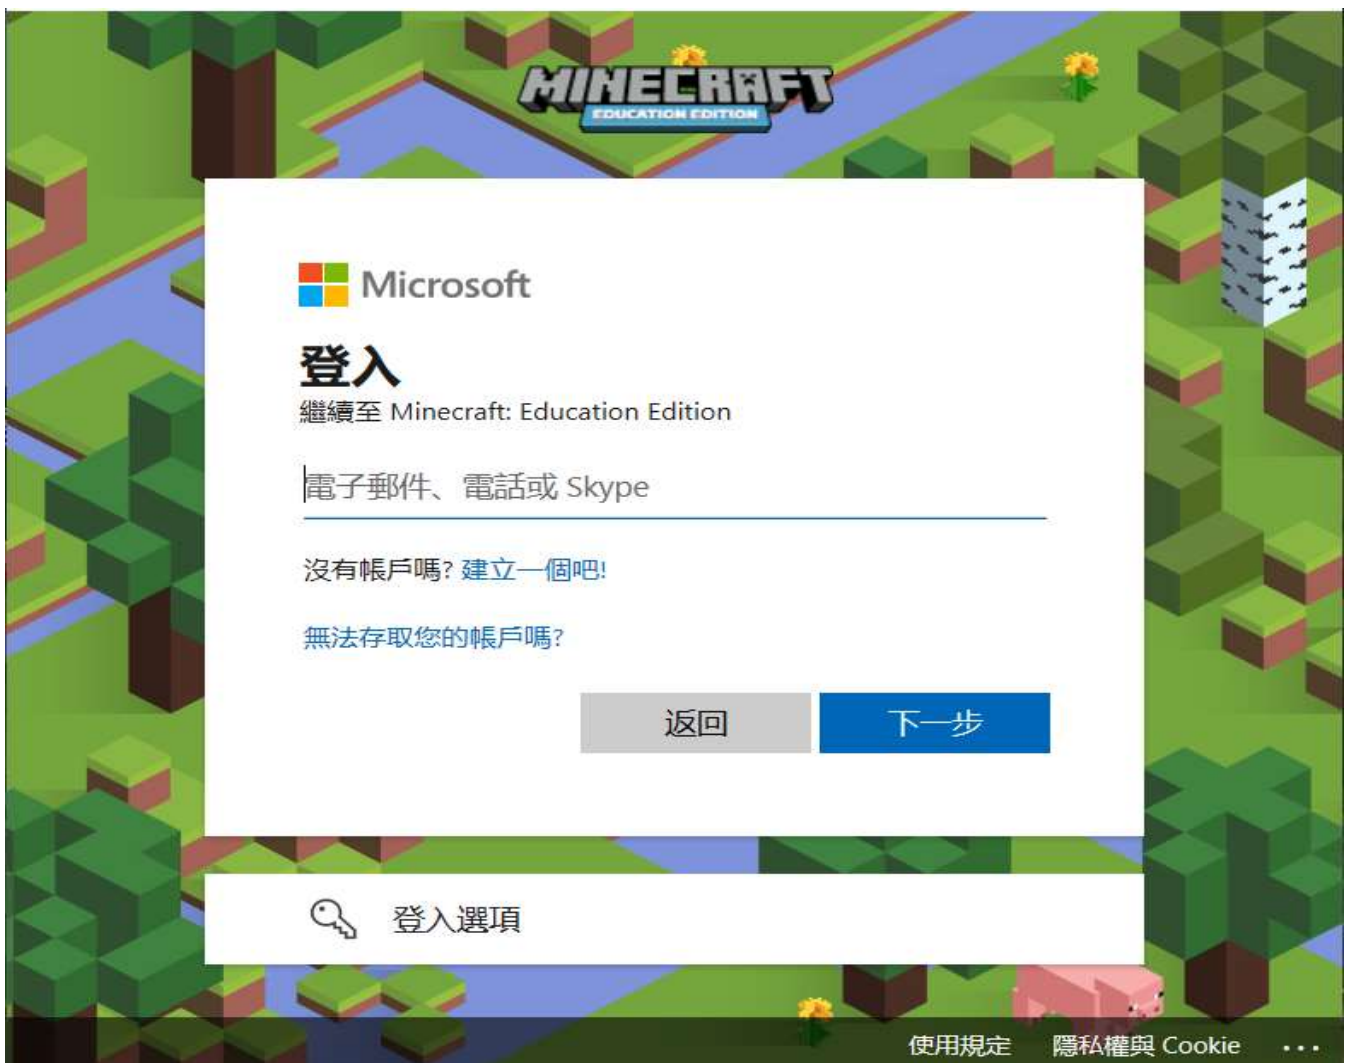 MINECRAFT
EDUCATION EDITION
Microsoft
登入
繼續至 Minecraft: Education Edition
電子郵件、電話或 Skype
沒有帳戶嗎? 建立一個吧!
無法存取您的帳戶嗎?
返回 下一步
登入選項
使用規定 隱私權與 Cookie ...